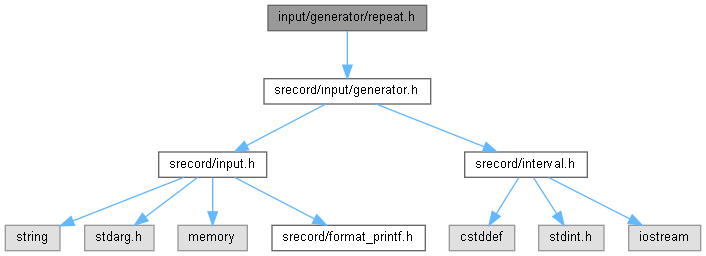 input/generator/repeat.h
srecord/input/generator.h
srecord/input.h
srecord/interval.h
string
stdarg.h
memory
srecord/format_printf.h
cstddef
stdint.h
iostream